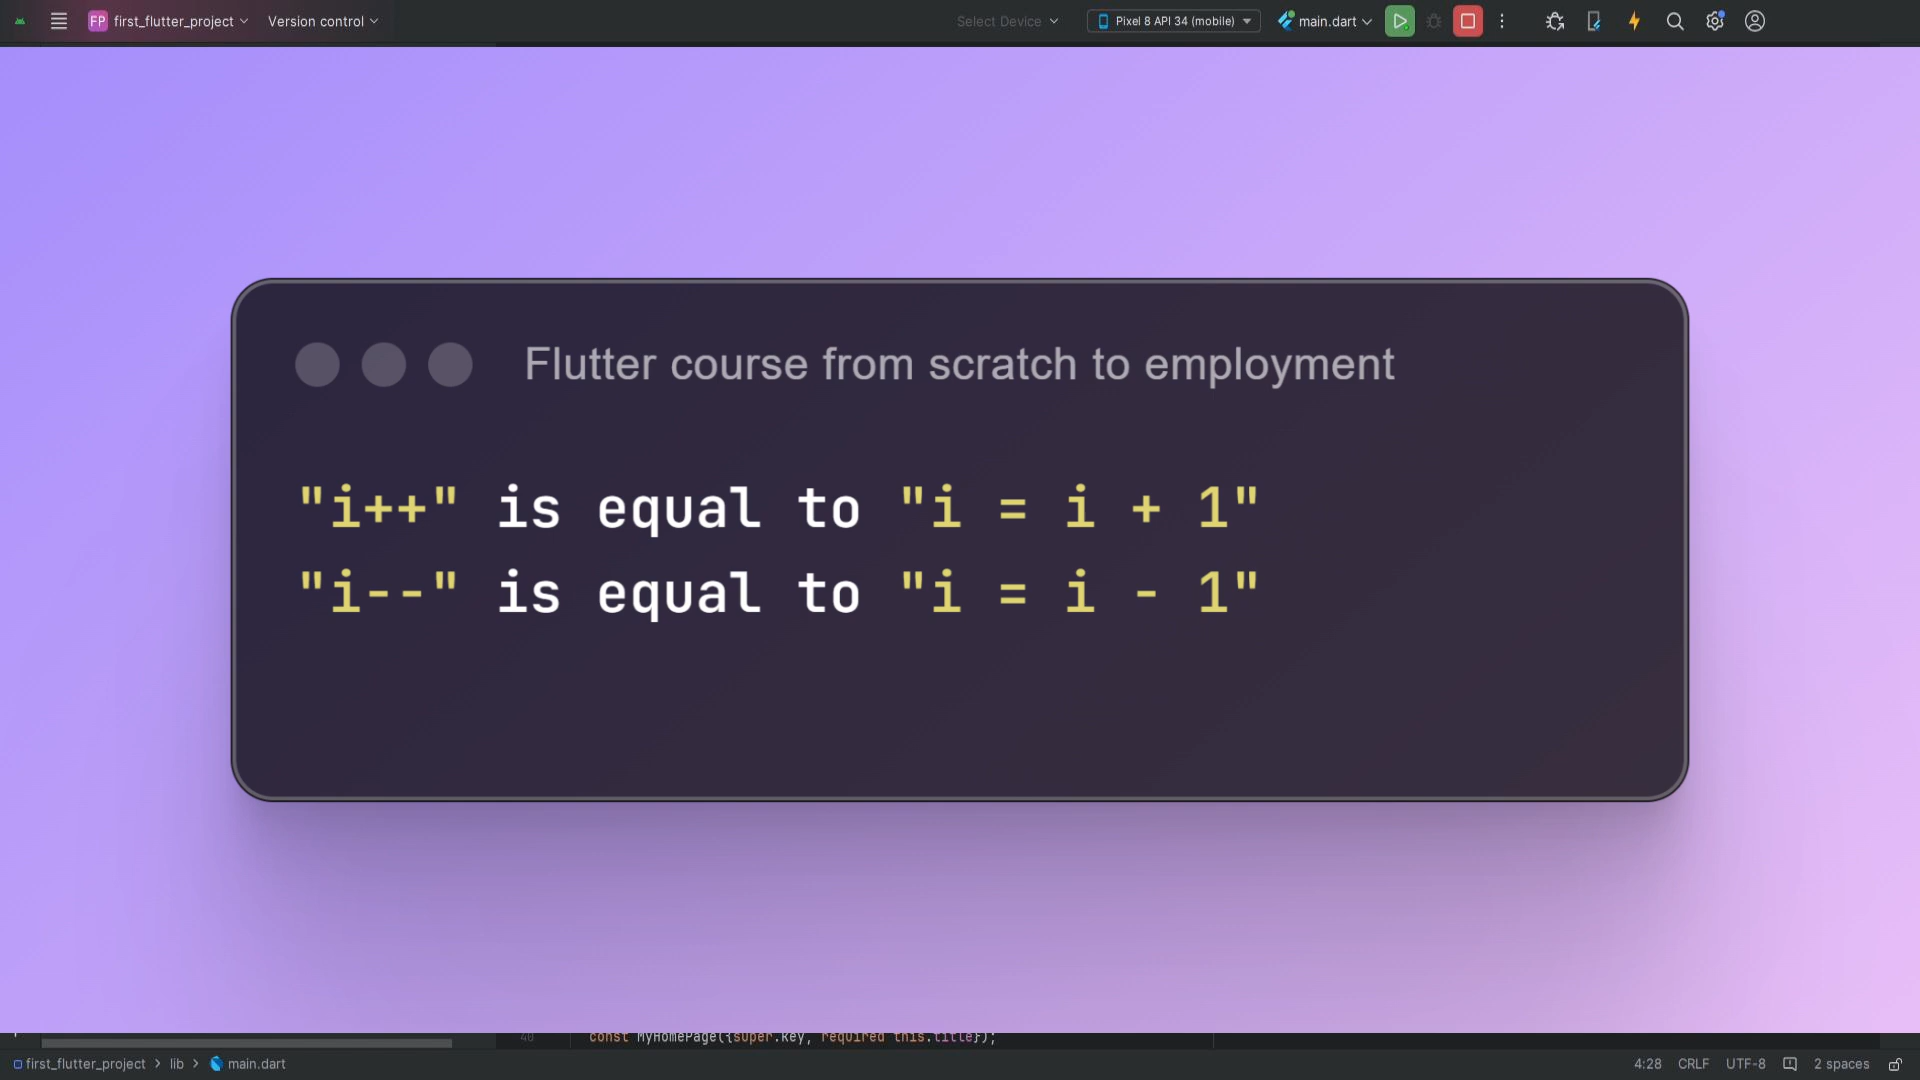 FP first_flutter_project Version control Select Device Pixel 8 API 34 (mobile) main.dart
Flutter course from scratch to employment
"i++" is equal to "i = i + 1"
"i--" is equal to "i = i - 1"
40 const MyHomePage({super.key, required this.title});
first_flutter_project lib main.dart 4:28 CRLF UTF-8 2 spaces